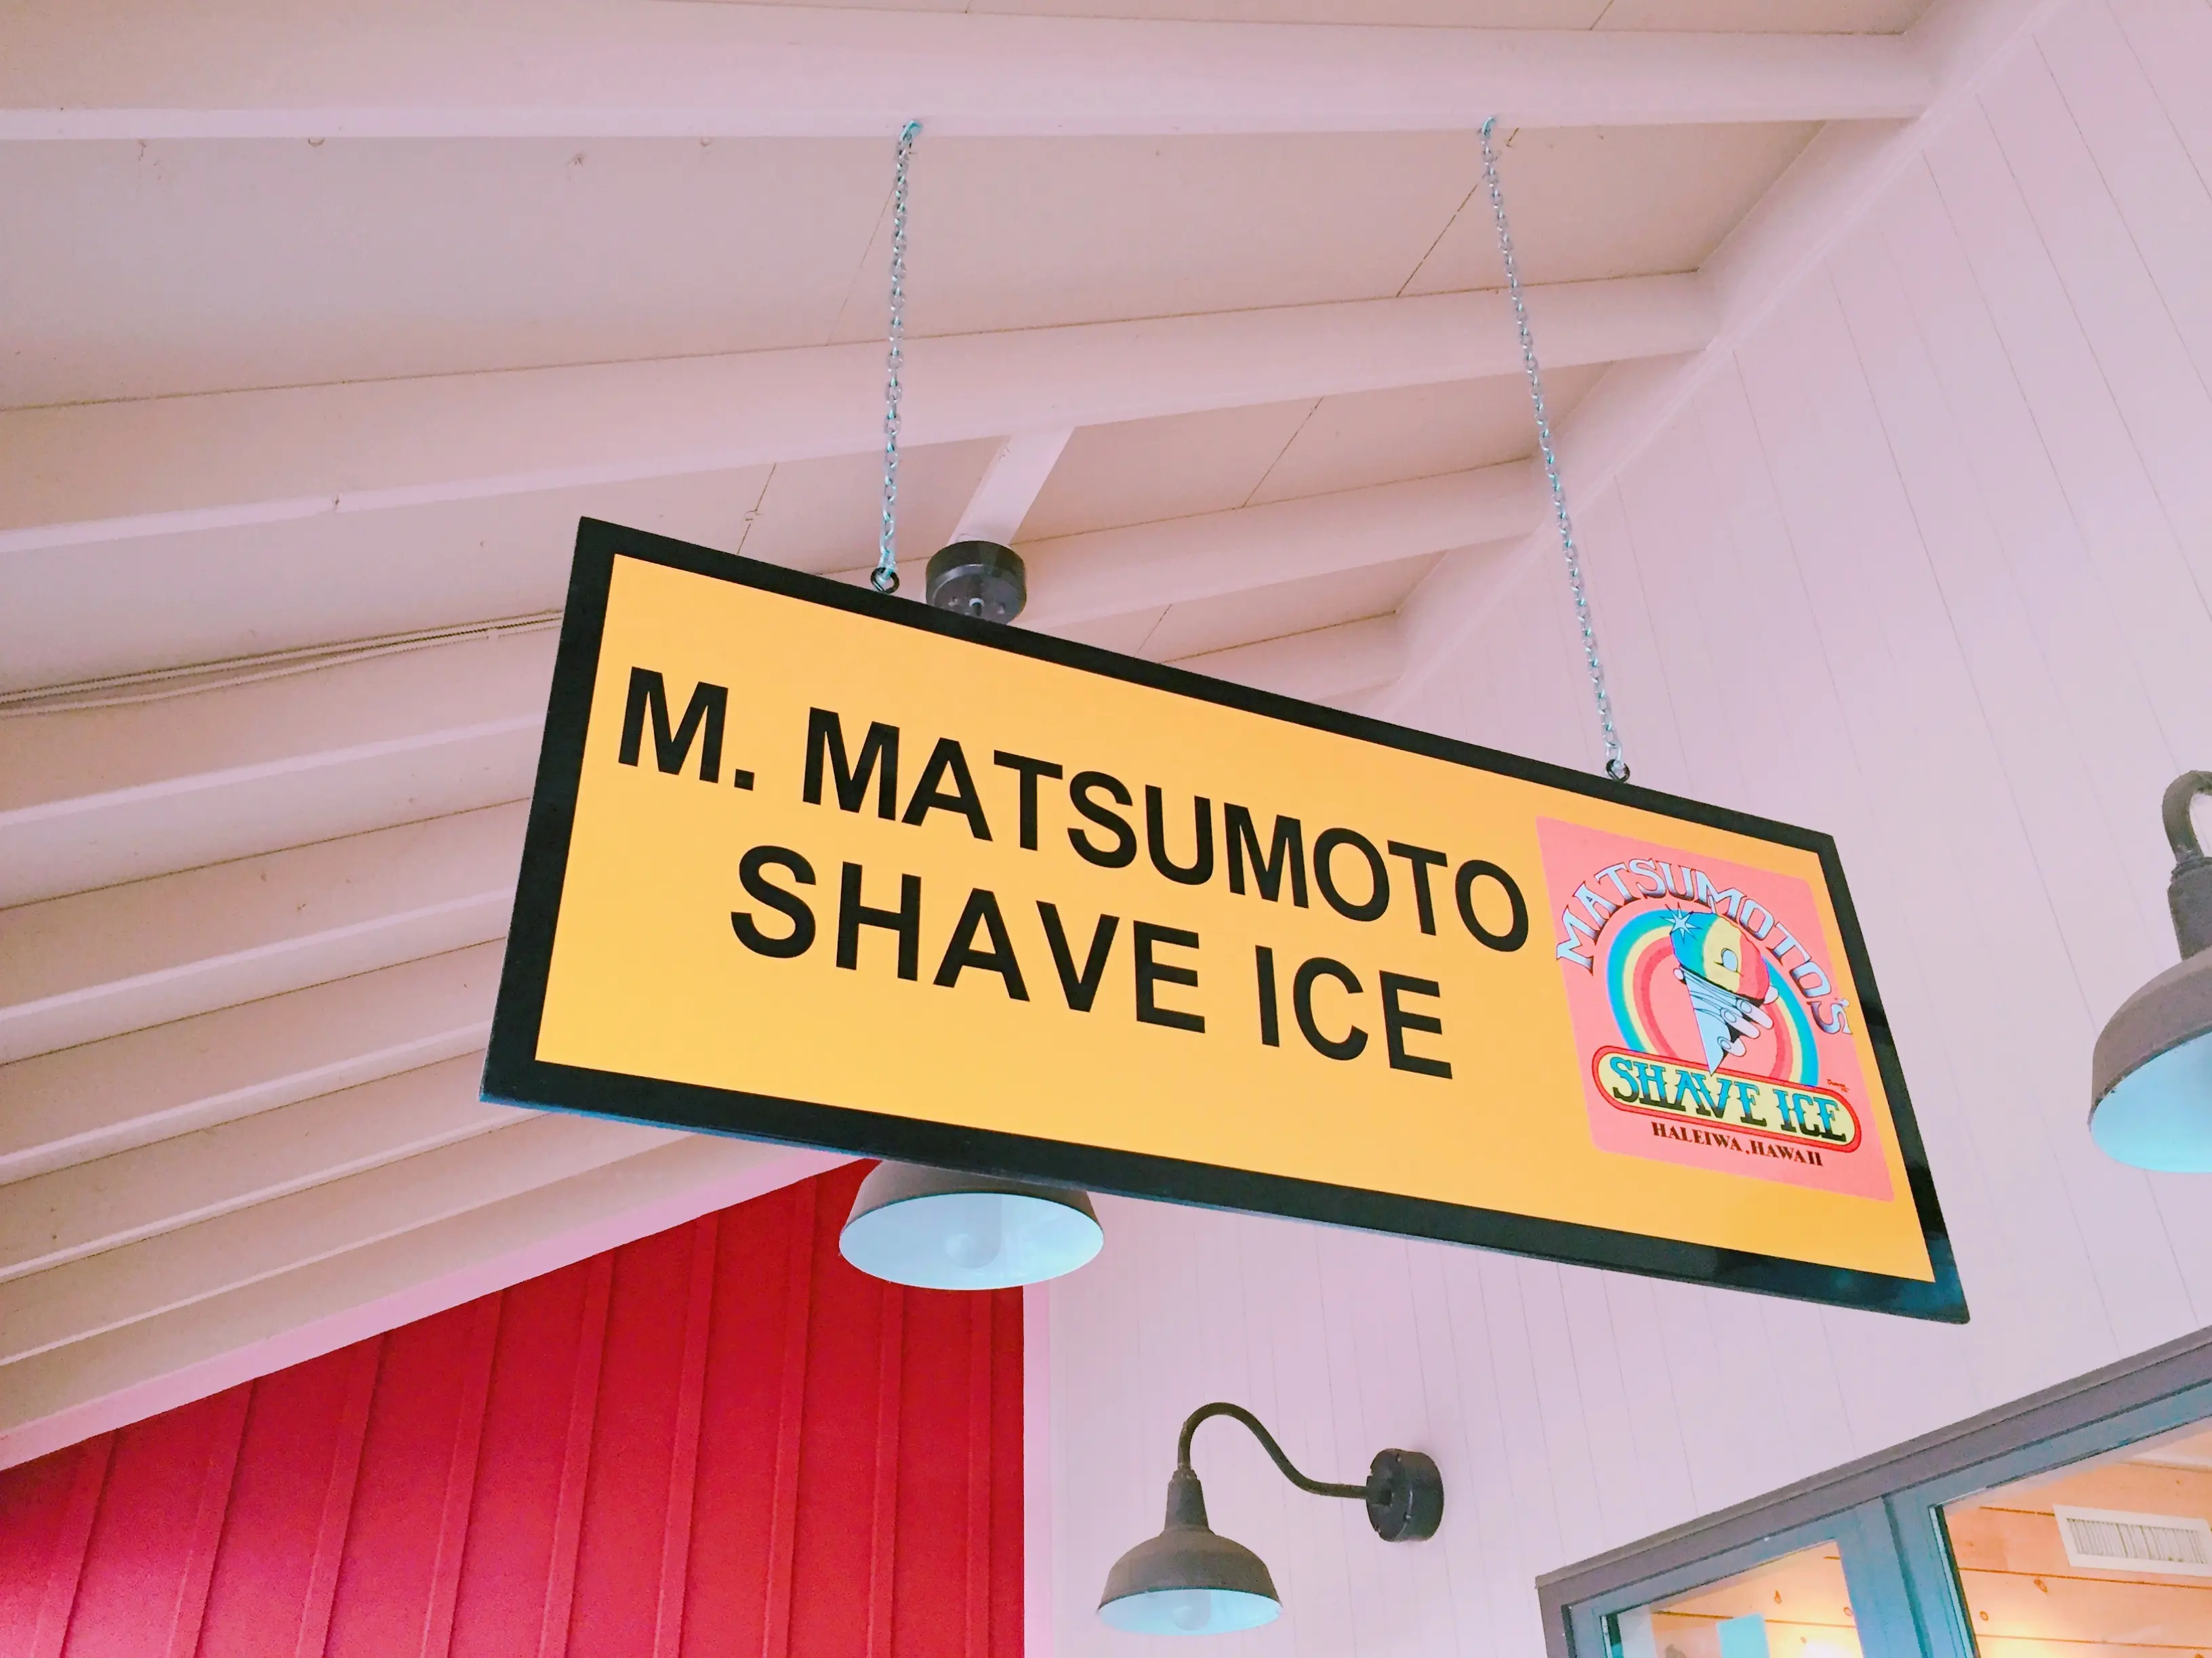 M. MATSUMOTO
SHAVE ICE
MATSUMOTO'S
SHAVE ICE
HALEIWA, HAWAII